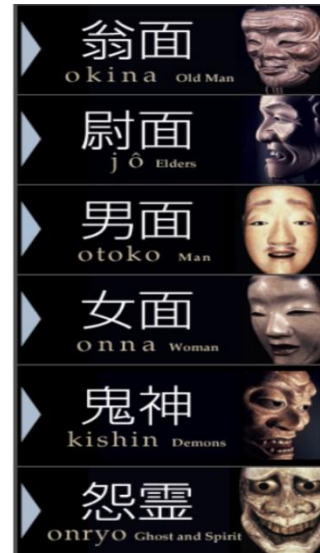 翁面
okina Old Man
尉面
jô Elders
男面
otoko Man
女面
onna Woman
鬼神
kishin Demons
怨霊
onryo Ghost and Spirit